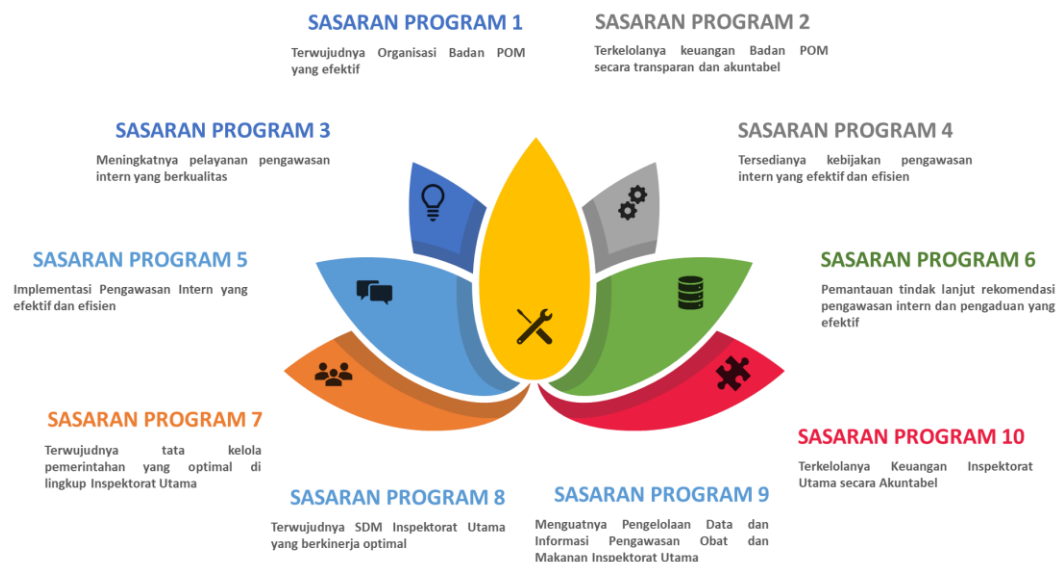 SASARAN PROGRAM 1
Terwujudnya Organisasi Badan POM
yang efektif
SASARAN PROGRAM 2
Terkelolanya keuangan Badan POM
secara transparan dan akuntabel
SASARAN PROGRAM 3
Meningkatnya pelayanan pengawasan
intern yang berkualitas
SASARAN PROGRAM 4
Tersedianya kebijakan pengawasan
intern yang efektif dan efisien
SASARAN PROGRAM 5
Implementasi Pengawasan Intern yang
efektif dan efisien
SASARAN PROGRAM 6
Pemantauan tindak lanjut rekomendasi
pengawasan intern dan pengaduan yang
efektif
SASARAN PROGRAM 7
Terwujudnya tata kelola
pemerintahan yang optimal di
lingkup Inspektorat Utama
SASARAN PROGRAM 8
Terwujudnya SDM Inspektorat Utama
yang berkinerja optimal
SASARAN PROGRAM 9
Menguatnya Pengelolaan Data dan
Informasi Pengawasan Obat dan
Makanan Inspektorat Utama
SASARAN PROGRAM 10
Terkelolanya Keuangan Inspektorat
Utama secara Akuntabel